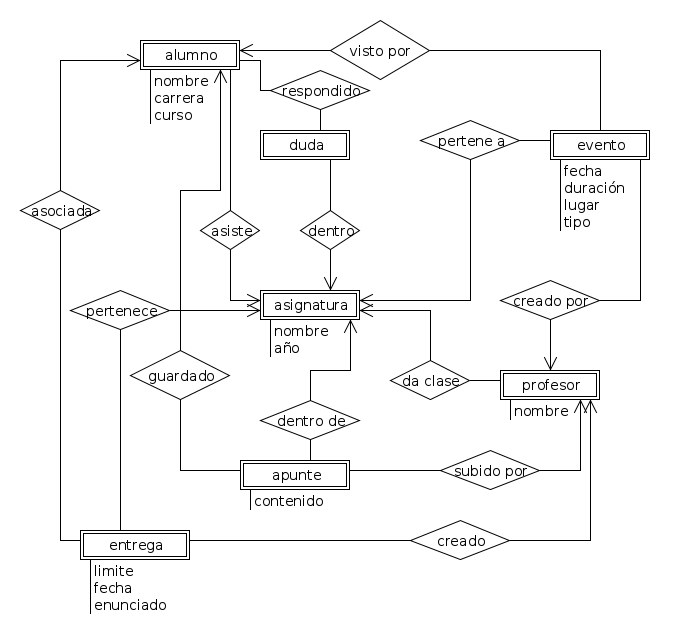 alumno
nombre
carrera
curso
visto por
respondido
duda
pertene a
evento
fecha
duración
lugar
tipo
asociada
asiste
dentro
pertenece
asignatura
nombre
año
creado por
guardado
da clase
profesor
nombre
dentro de
apunte
contenido
subido por
entrega
limite
fecha
enunciado
creado